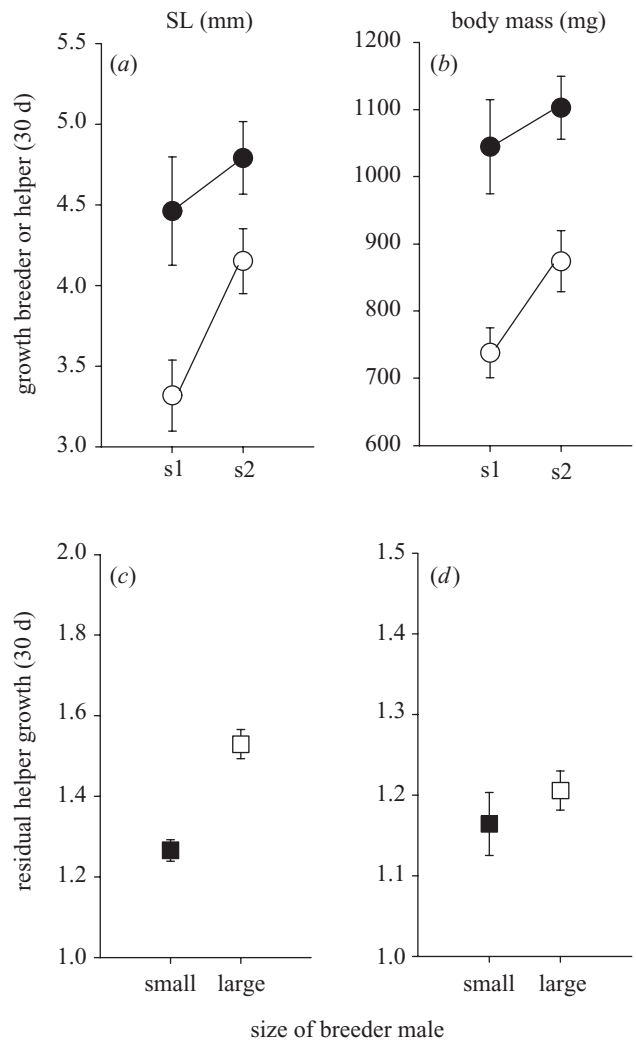 SL (mm)
body mass (mg)
growth breeder or helper (30 d)
(a)
5.5
5.0
4.5
4.0
3.5
3.0
s1 s2
(b)
1200
1100
1000
900
800
700
600
s1 s2
residual helper growth (30 d)
(c)
2.0
1.8
1.6
1.4
1.2
1.0
small large
(d)
1.5
1.4
1.3
1.2
1.1
1.0
small large
size of breeder male